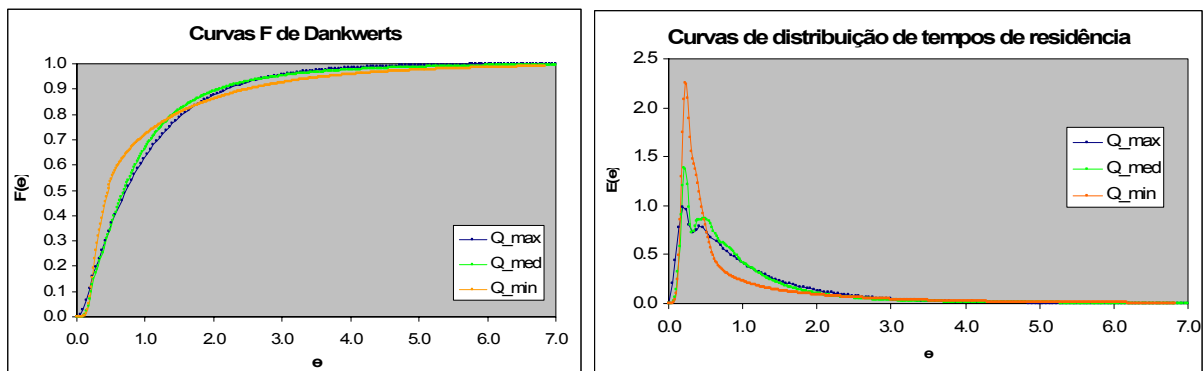 Curvas F de Dankwerts
1.0
0.9
0.8
0.7
0.6
0.5
0.4
0.3
0.2
0.1
0.0
F(ө)
Q_max
Q_med
Q_min
0.0 1.0 2.0 3.0 4.0 5.0 6.0 7.0
ө
Curvas de distribuição de tempos de residência
2.5
2.0
1.5
1.0
0.5
0.0
E(ө)
Q_max
Q_med
Q_min
0.0 1.0 2.0 3.0 4.0 5.0 6.0 7.0
ө